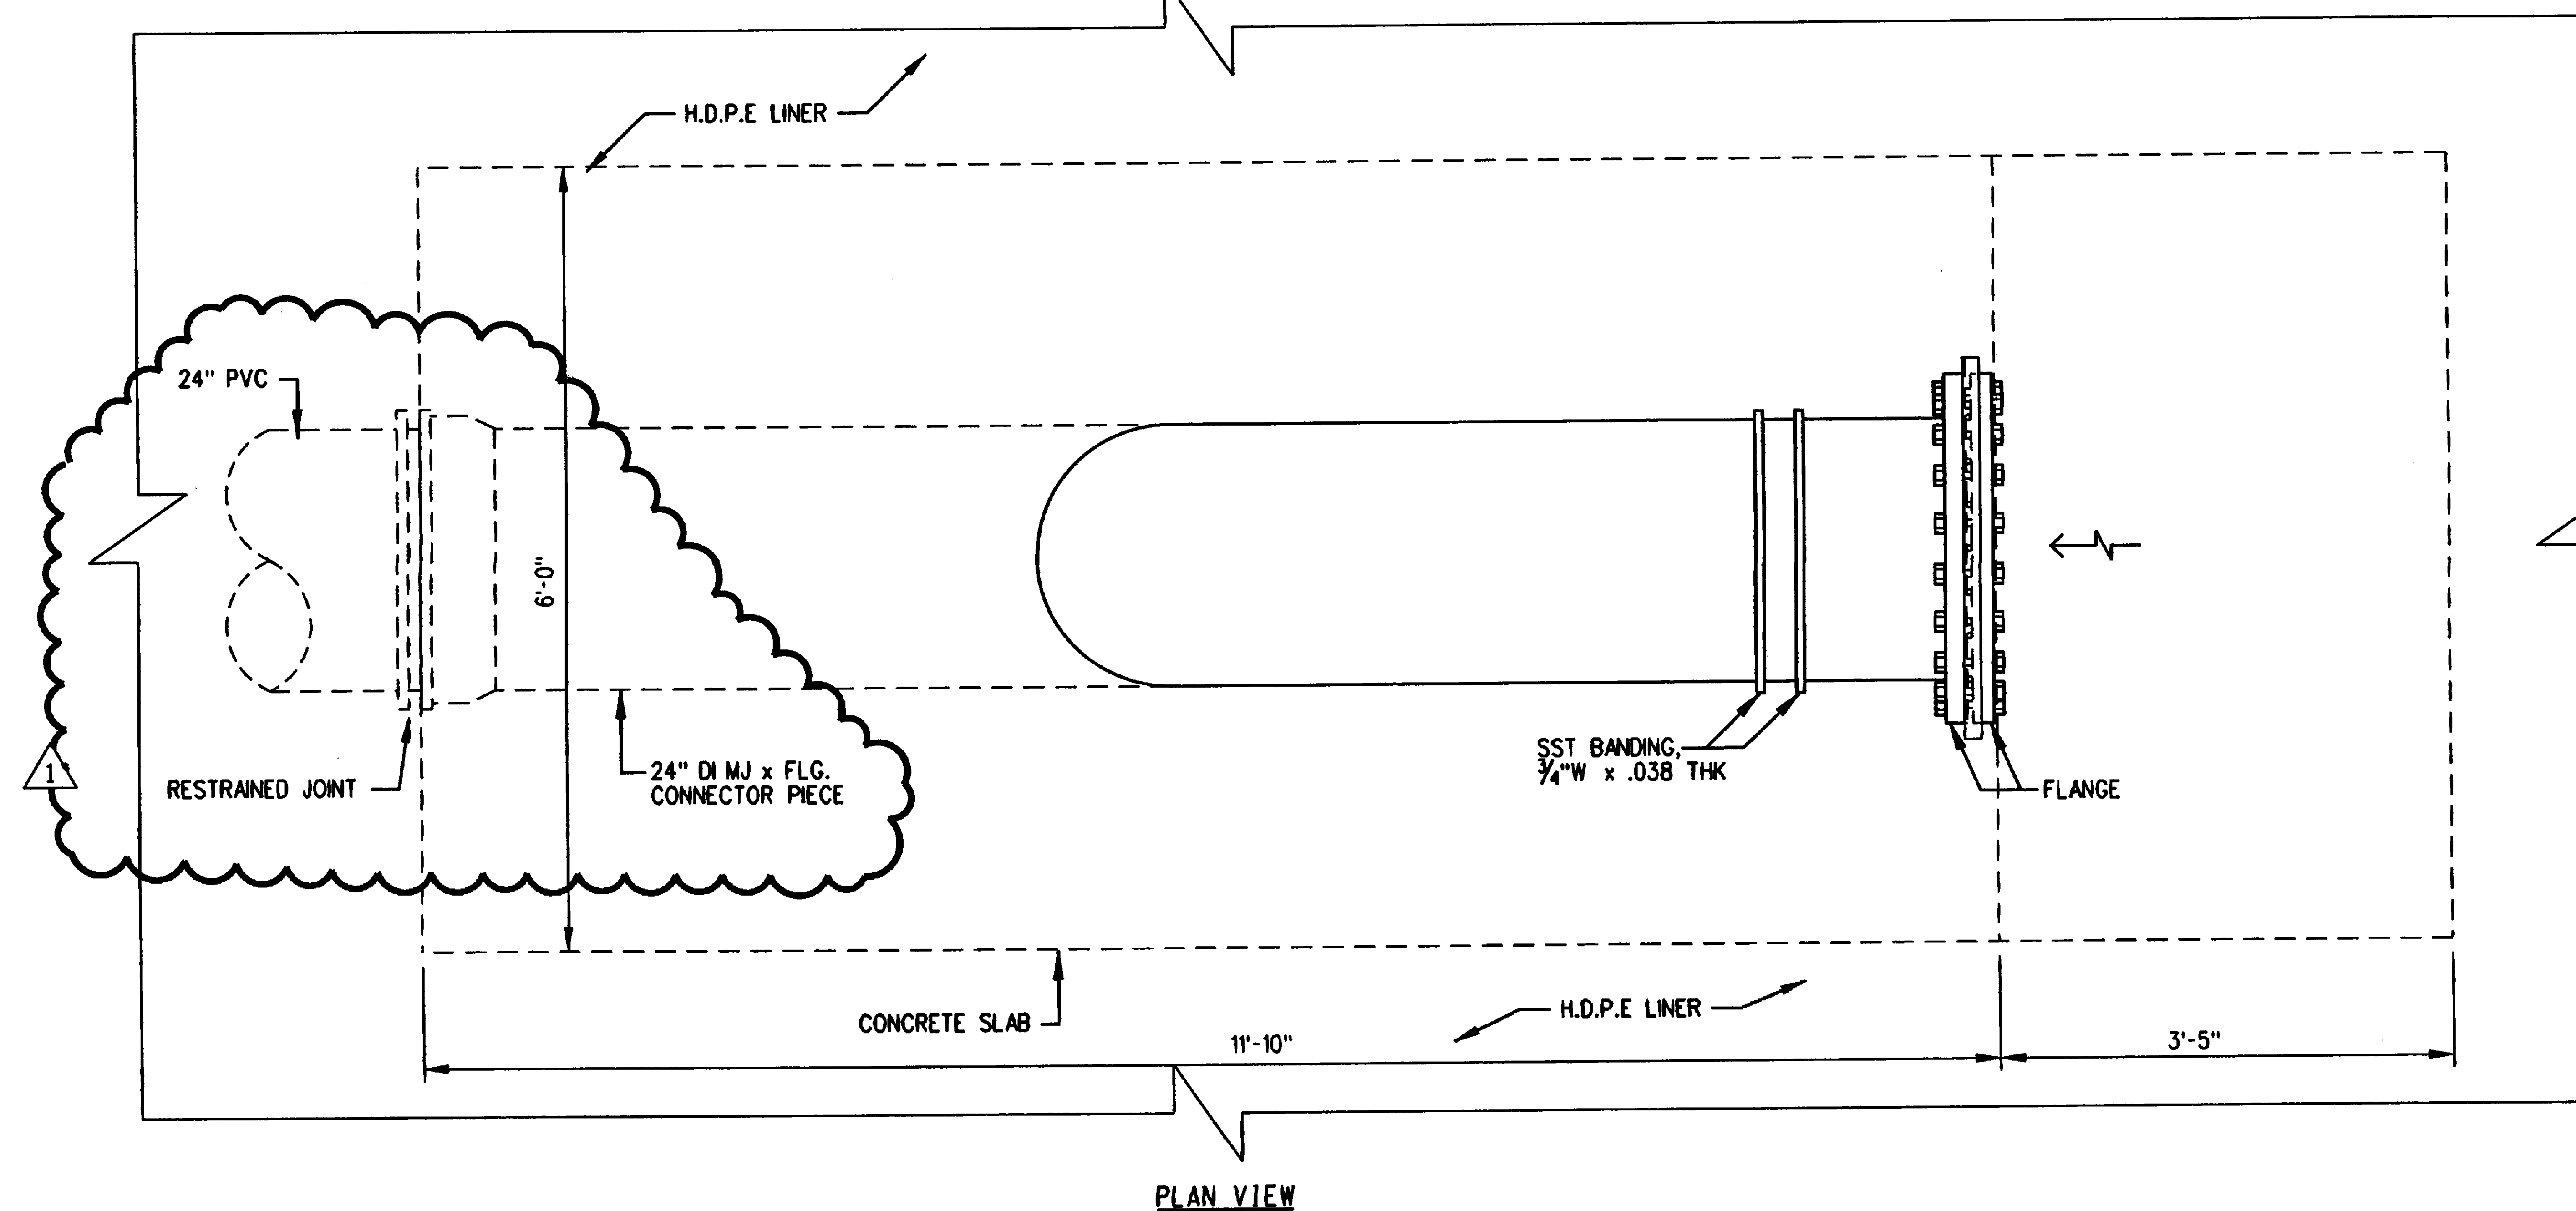 H.D.P.E LINER
24" PVC
6'-0"
1
RESTRAINED JOINT
24" DI MJ x FLG.
CONNECTOR PIECE
SST BANDING,
3/4"W x .038 THK
FLANGE
CONCRETE SLAB
H.D.P.E LINER
11'-10"
3'-5"
PLAN VIEW